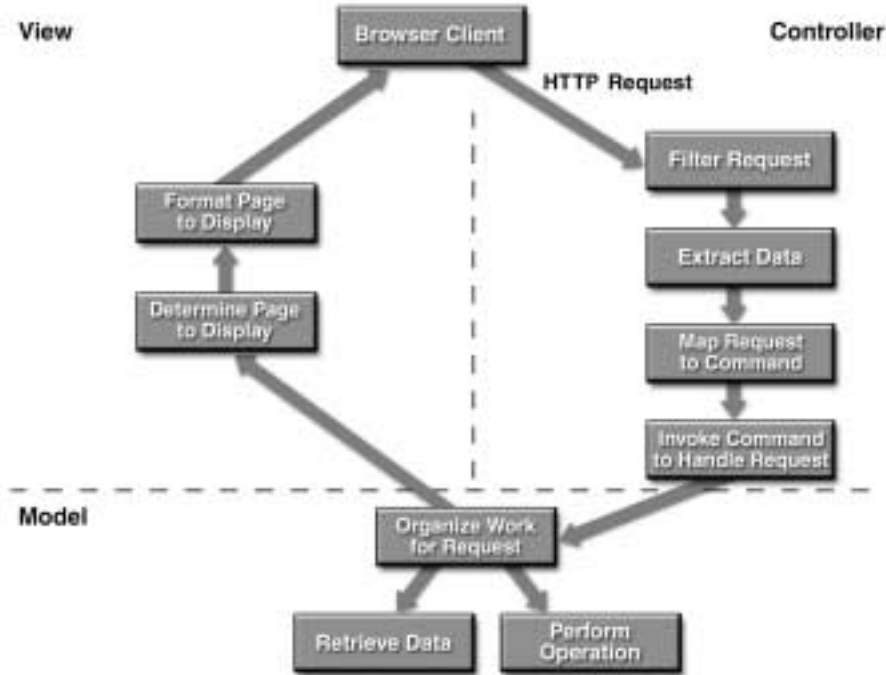 View
Browser Client
Controller
HTTP Request
Filter Request
Format Page
to Display
Extract Data
Determine Page
to Display
Map Request
to Command
Invoke Command
to Handle Request
Model
Organize Work
for Request
Retrieve Data
Perform
Operation